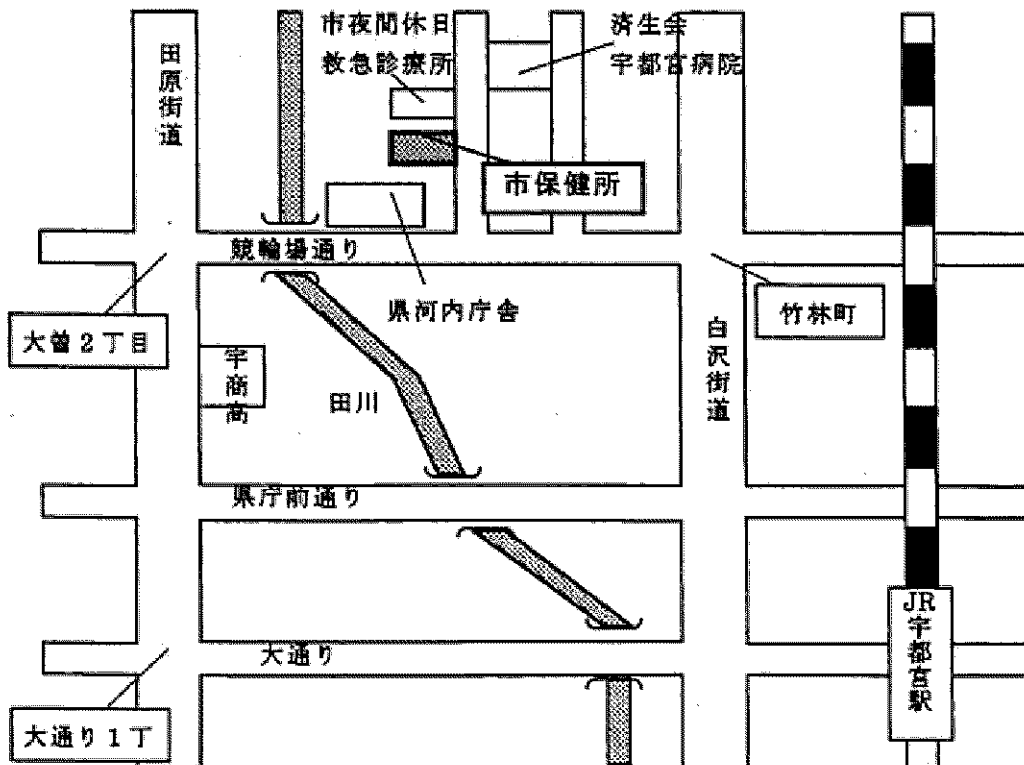 市夜間休日
救急診療所
済生会
宇都宮病院
田原街道
市保健所
競輪場通り
県河内庁舎
竹林町
大曽2丁目
宇商高
田川
白沢街道
県庁前通り
JR宇都宮駅
大通り
大通り1丁